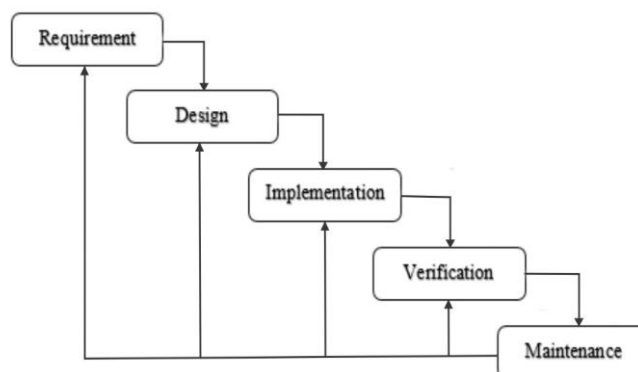 Requirement
Design
Implementation
Verification
Maintenance